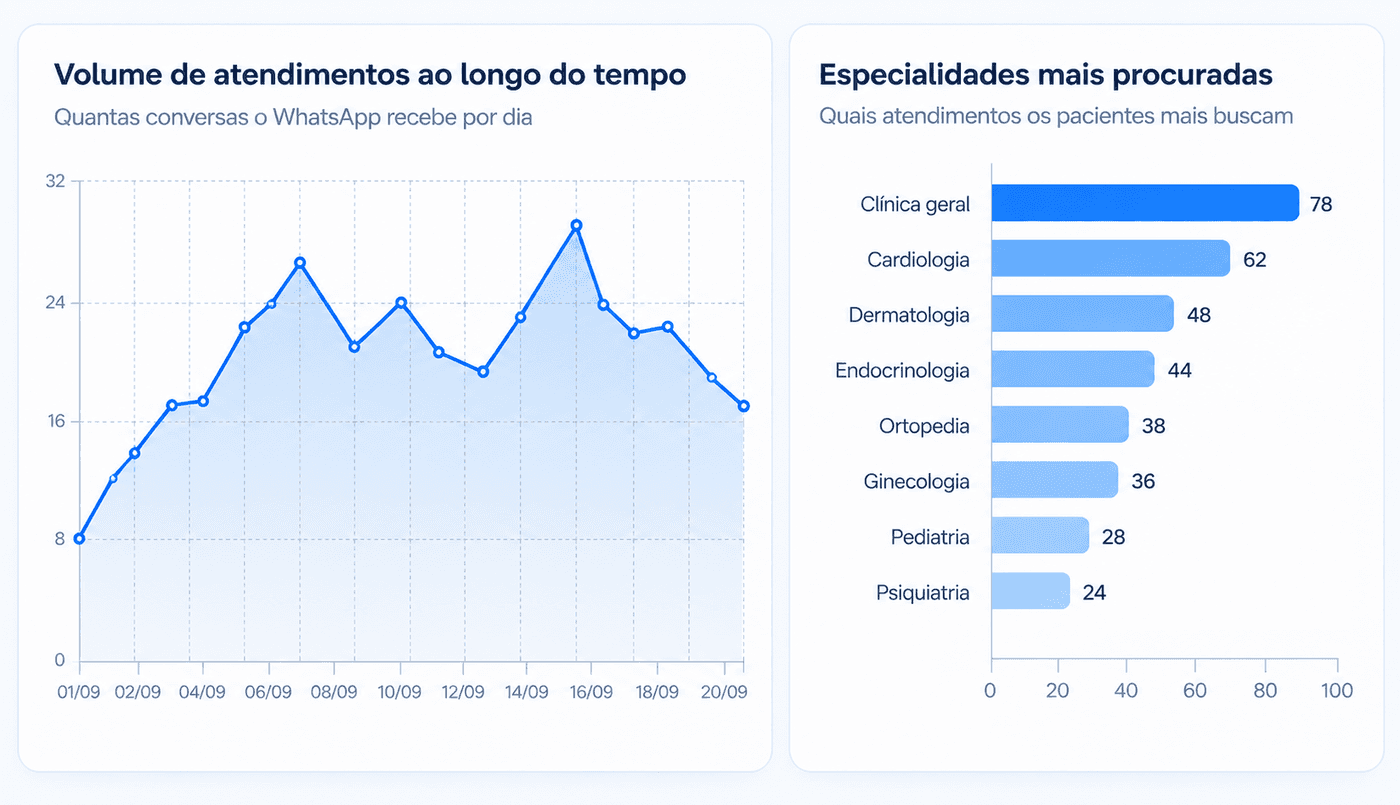 Volume de atendimentos ao longo do tempo
Quantas conversas o WhatsApp recebe por dia
32
24
16
8
0
01/09 02/09 04/09 06/09 08/09 10/09 12/09 14/09 16/09 18/09 20/09
Especialidades mais procuradas
Quais atendimentos os pacientes mais buscam
Clínica geral 78
Cardiologia 62
Dermatologia 48
Endocrinologia 44
Ortopedia 38
Ginecologia 36
Pediatria 28
Psiquiatria 24
0 20 40 60 80 100